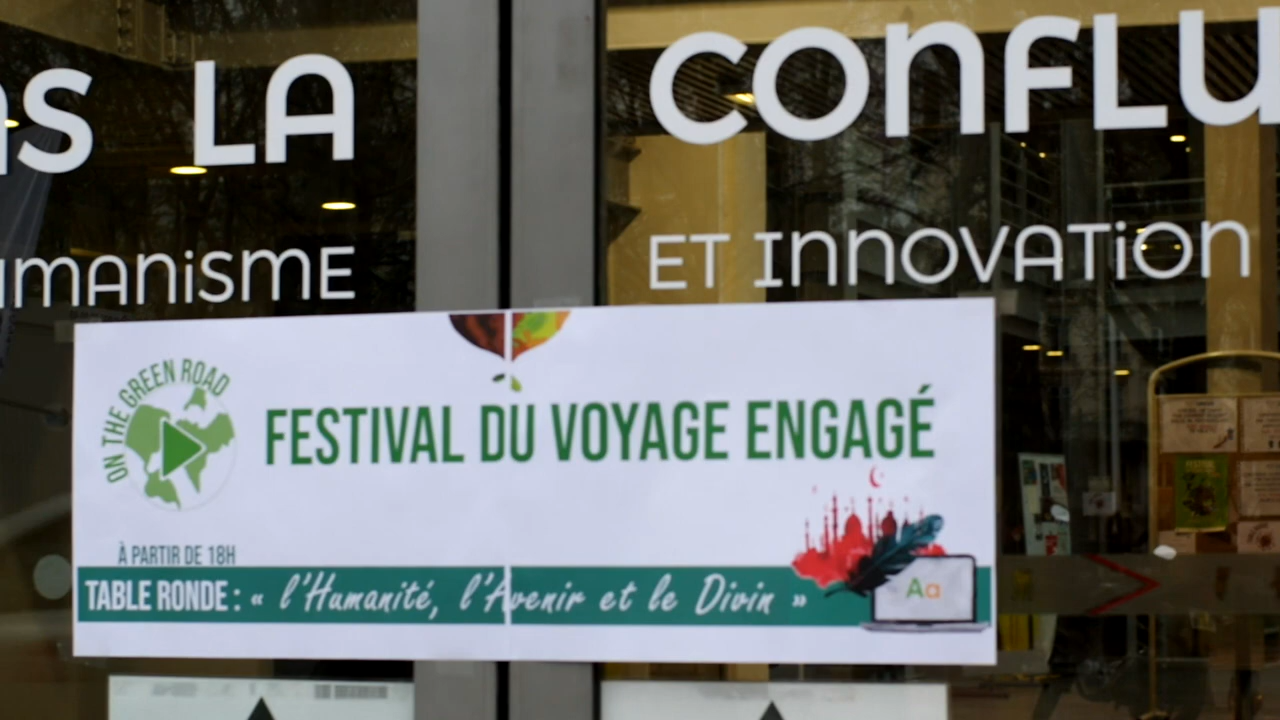 LA CONFLU
HUMANISME ET INNOVATION
ON THE GREEN ROAD
FESTIVAL DU VOYAGE ENGAGÉ
À PARTIR DE 18H
TABLE RONDE : « l'Humanité, l'Avenir et le Divin »
Aa